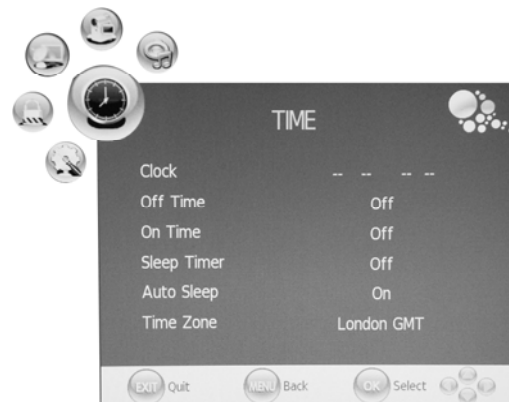 TIME
Clock -- -- -- --
Off Time Off
On Time Off
Sleep Timer Off
Auto Sleep On
Time Zone London GMT
EXIT Quit MENU Back OK Select